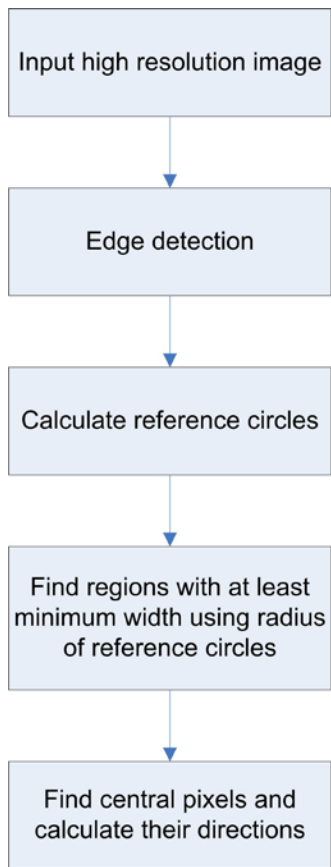 Input high resolution image
Edge detection
Calculate reference circles
Find regions with at least
minimum width using radius
of reference circles
Find central pixels and
calculate their directions